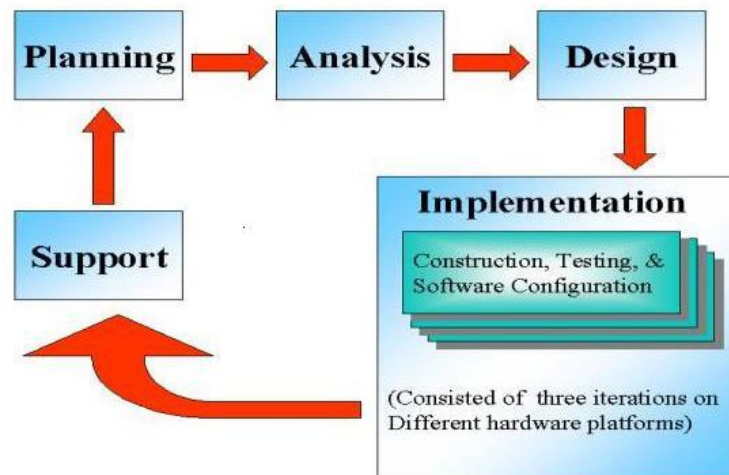 Planning
Analysis
Design
Implementation
Construction, Testing, &
Software Configuration
(Consisted of three iterations on
Different hardware platforms)
Support